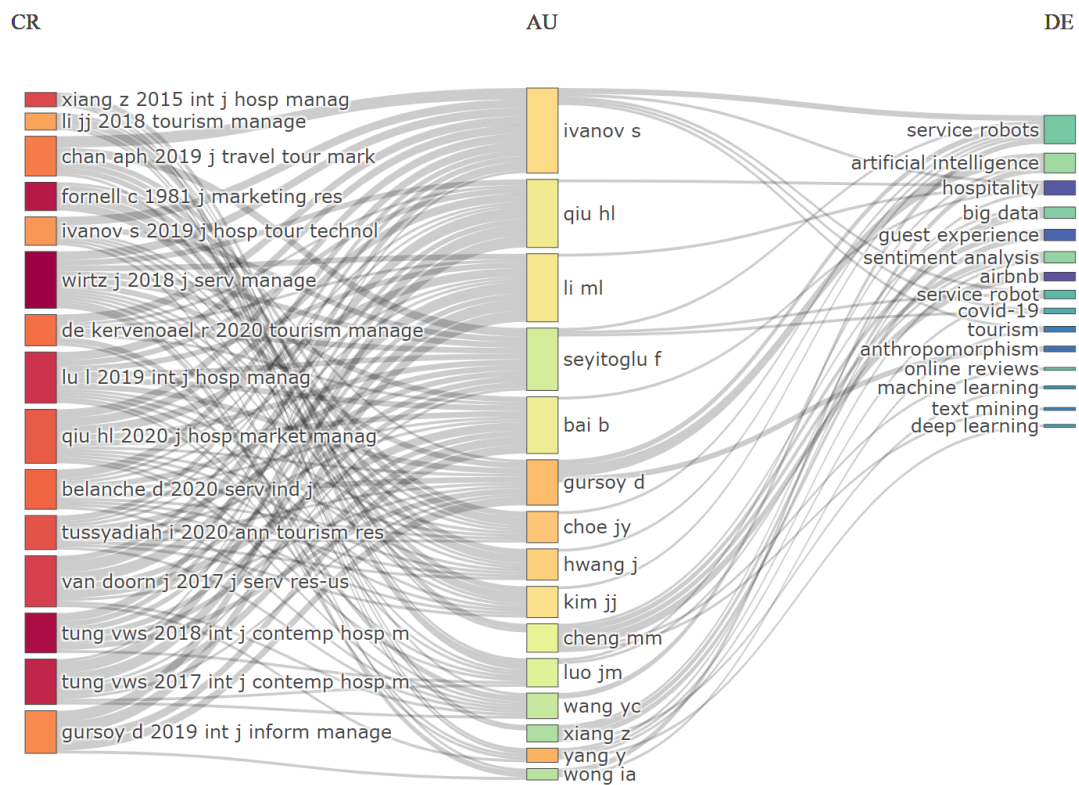 CR
AU
DE
xiang z 2015 int j hosp manag
li jj 2018 tourism manage
chan aph 2019 j travel tour mark
fornell c 1981 j marketing res
ivanov s 2019 j hosp tour technol
wirtz j 2018 j serv manage
de kervenoael r 2020 tourism manage
lu l 2019 int j hosp manag
qiu hl 2020 j hosp market manag
belanche d 2020 serv ind j
tussyadiah i 2020 ann tourism res
van doorn j 2017 j serv res-us
tung vws 2018 int j contemp hosp m
tung vws 2017 int j contemp hosp m
gursoy d 2019 int j inform manage
ivanov s
qiu hl
li ml
seyitoglu f
bai b
gursoy d
choe jy
hwang j
kim jj
cheng mm
luo jm
wang yc
xiang z
yang y
wong ia
service robots
artificial intelligence
hospitality
big data
guest experience
sentiment analysis
airbnb
service robot
covid-19
tourism
anthropomorphism
online reviews
machine learning
text mining
deep learning